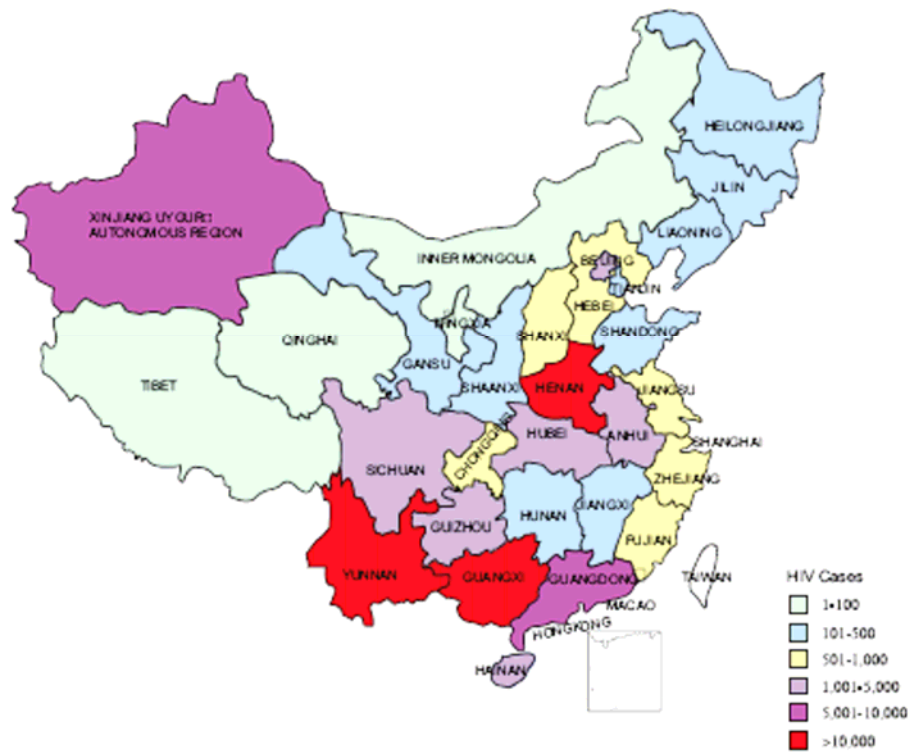 HEILONGJIANG
JILIN
LIAONING
XINJIANG UYGUR□
AUTONOMOUS REGION
INNER MONGOLIA
BEIJING
TIANJIN
HEBEI
NINGXIA
SHANXI
SHANDONG
QINGHAI
GANSU
TIBET
SHAANXI
HENAN
JIANGSU
CHONGQING
HUBEI
ANHUI
SHANGHAI
SICHUAN
ZHEJIANG
HUNAN
JIANGXI
GUIZHOU
FUJIAN
YUNNAN
GUANGXI
GUANGDONG
TAIWAN
MACAO
HONGKONG
HAINAN
HIV Cases
1•100
101-500
501-1,000
1,001•5,000
5,001-10,000
>10,000